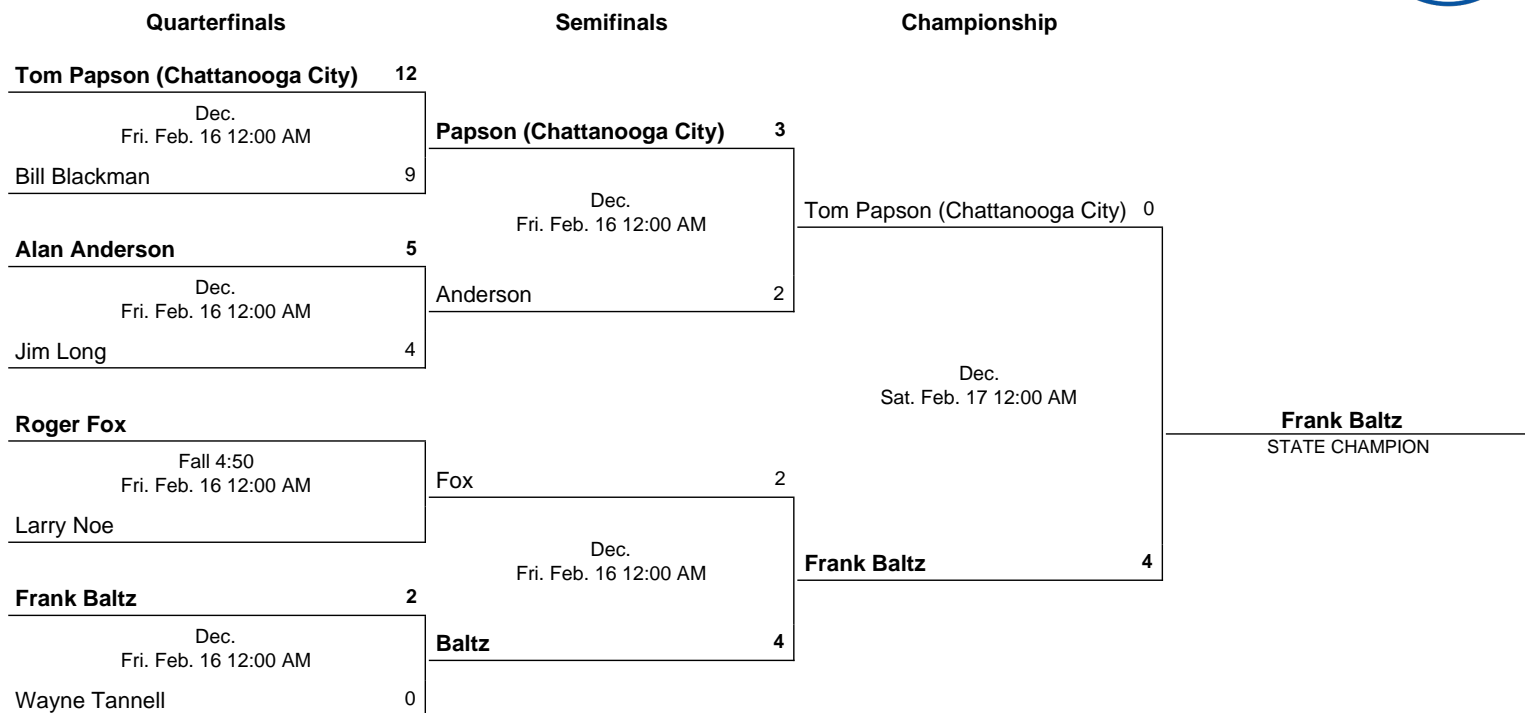 Quarterfinals Semifinals Championship
Tom Papson (Chattanooga City) 12
Dec.
Fri. Feb. 16 12:00 AM
Bill Blackman 9
Alan Anderson 5
Dec.
Fri. Feb. 16 12:00 AM
Jim Long 4
Roger Fox
Fall 4:50
Fri. Feb. 16 12:00 AM
Larry Noe
Frank Baltz 2
Dec.
Fri. Feb. 16 12:00 AM
Wayne Tannell 0
Papson (Chattanooga City) 3
Dec.
Fri. Feb. 16 12:00 AM
Anderson 2
Fox 2
Dec.
Fri. Feb. 16 12:00 AM
Baltz 4
Tom Papson (Chattanooga City) 0
Dec.
Sat. Feb. 17 12:00 AM
Frank Baltz 4
Frank Baltz
STATE CHAMPION